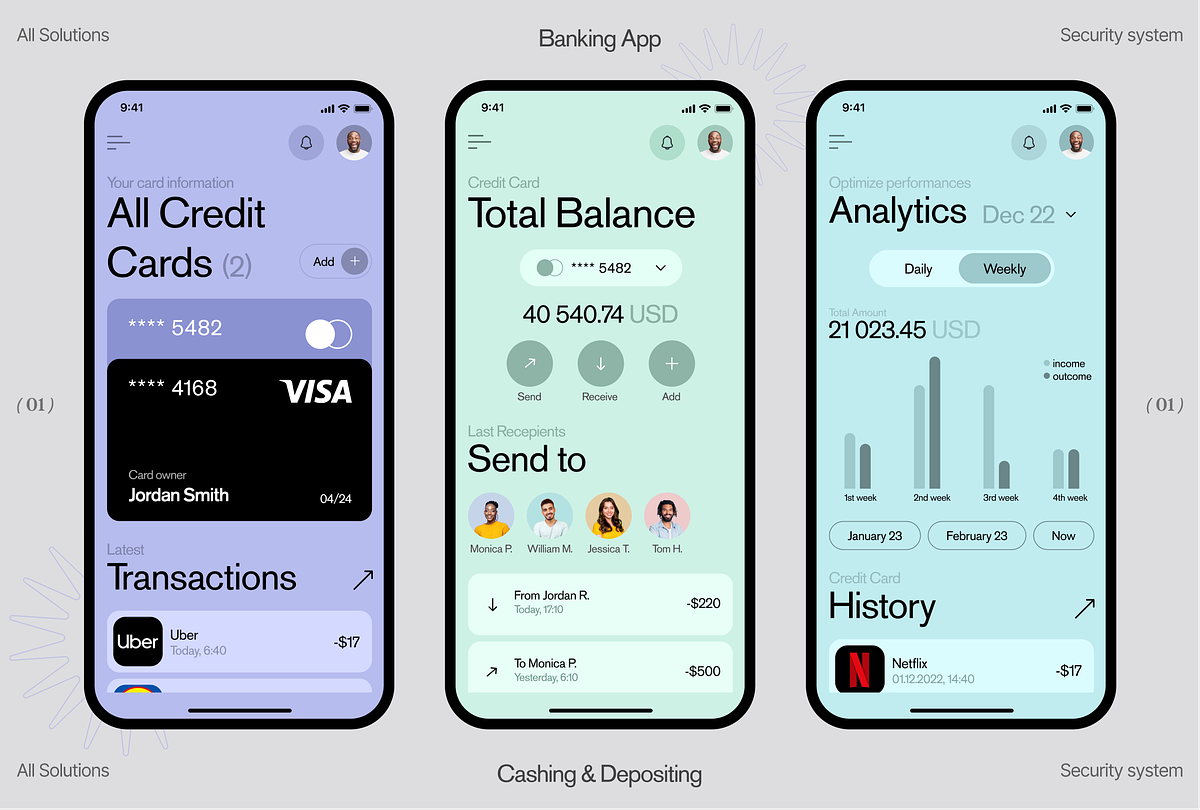 All Solutions
Banking App
Security system
9:41
Your card information
All Credit
Cards (2)
Add
**** 5482
**** 4168
VISA
Card owner
Jordan Smith
04/24
Latest
Transactions
Uber
Uber
Today, 6:40
-$17
9:41
Credit Card
Total Balance
**** 5482
40 540.74 USD
Send
Receive
Add
Last Recepients
Send to
Monica P.
William M.
Jessica T.
Tom H.
From Jordan R.
Today, 17:10
-$220
To Monica P.
Yesterday, 6:10
-$500
9:41
Optimize performances
Analytics Dec 22
Daily
Weekly
Total Amount
21 023.45 USD
income
outcome
1st week
2nd week
3rd week
4th week
January 23
February 23
Now
Credit Card
History
N
Netflix
01.12.2022, 14:40
-$17
(01)
(01)
All Solutions
Cashing & Depositing
Security system